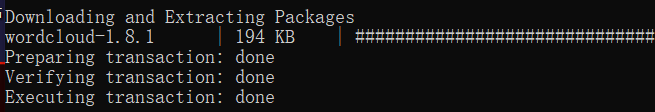 Downloading and Extracting Packages
wordcloud-1.8.1      | 194 KB    | ##############################
Preparing transaction: done
Verifying transaction: done
Executing transaction: done